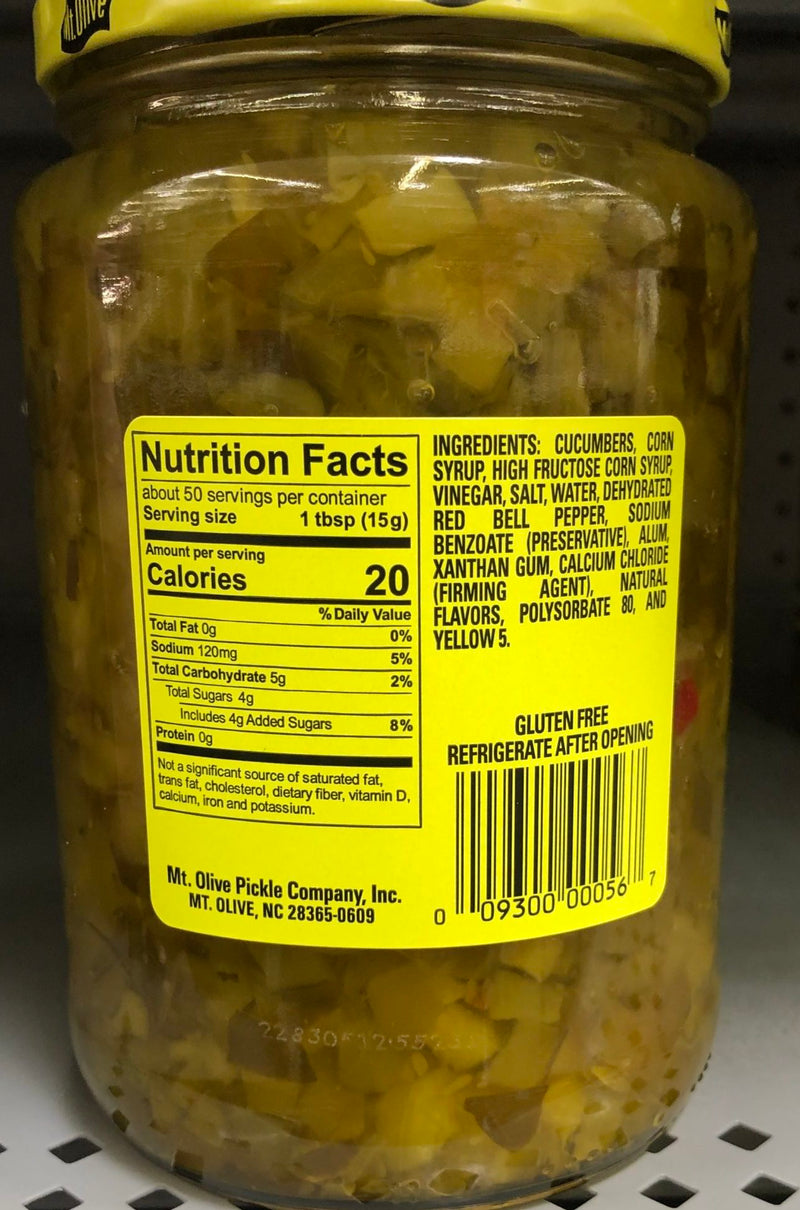 Mt. Olive
Nutrition Facts
about 50 servings per container
Serving size 1 tbsp (15g)
Amount per serving
Calories 20
% Daily Value
Total Fat 0g 0%
Sodium 120mg 5%
Total Carbohydrate 5g 2%
Total Sugars 4g
Includes 4g Added Sugars 8%
Protein 0g
Not a significant source of saturated fat,
trans fat, cholesterol, dietary fiber, vitamin D,
calcium, iron and potassium.
Mt. Olive Pickle Company, Inc.
MT. OLIVE, NC 28365-0609
INGREDIENTS: CUCUMBERS, CORN
SYRUP, HIGH FRUCTOSE CORN SYRUP,
VINEGAR, SALT, WATER, DEHYDRATED
RED BELL PEPPER, SODIUM
BENZOATE (PRESERVATIVE), ALUM,
XANTHAN GUM, CALCIUM CHLORIDE
(FIRMING AGENT), NATURAL
FLAVORS, POLYSORBATE 80, AND
YELLOW 5.
GLUTEN FREE
REFRIGERATE AFTER OPENING
0 09300 00056 7